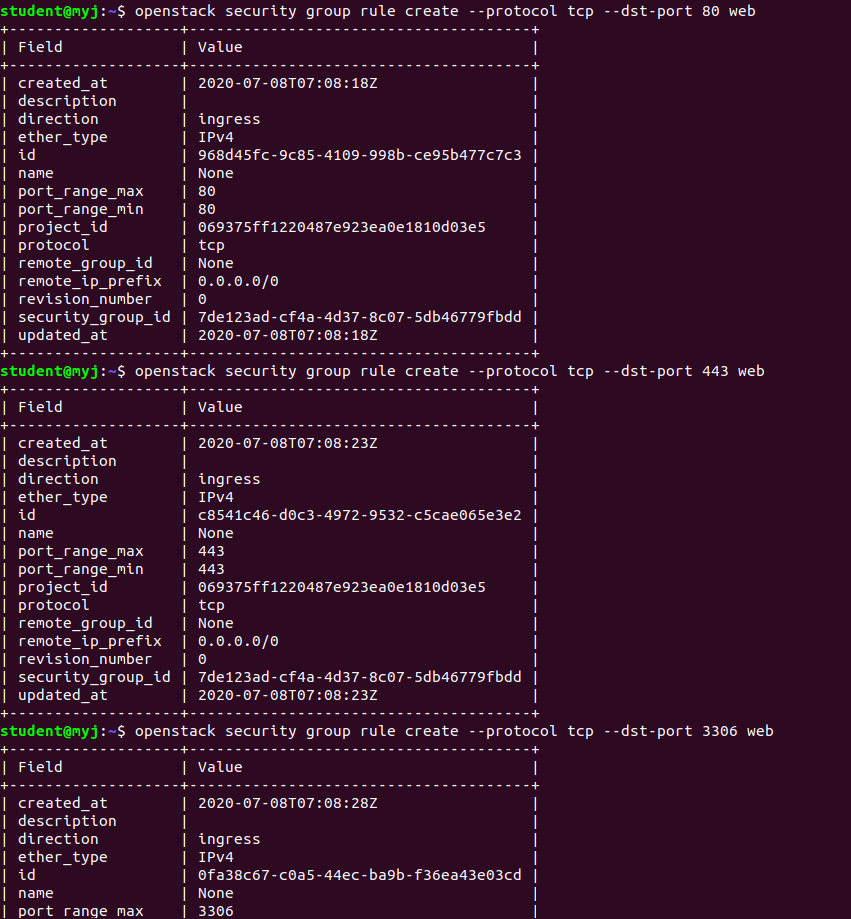 student@myj:~$ openstack security group rule create --protocol tcp --dst-port 80 web
+-------------------+--------------------------------------+
| Field             | Value                                |
+-------------------+--------------------------------------+
| created_at        | 2020-07-08T07:08:18Z                 |
| description       |                                      |
| direction         | ingress                              |
| ether_type        | IPv4                                 |
| id                | 968d45fc-9c85-4109-998b-ce95b477c7c3 |
| name              | None                                 |
| port_range_max    | 80                                   |
| port_range_min    | 80                                   |
| project_id        | 069375ff1220487e923ea0e1810d03e5     |
| protocol          | tcp                                  |
| remote_group_id   | None                                 |
| remote_ip_prefix  | 0.0.0.0/0                            |
| revision_number   | 0                                    |
| security_group_id | 7de123ad-cf4a-4d37-8c07-5db46779fbdd |
| updated_at        | 2020-07-08T07:08:18Z                 |
+-------------------+--------------------------------------+
student@myj:~$ openstack security group rule create --protocol tcp --dst-port 443 web
+-------------------+--------------------------------------+
| Field             | Value                                |
+-------------------+--------------------------------------+
| created_at        | 2020-07-08T07:08:23Z                 |
| description       |                                      |
| direction         | ingress                              |
| ether_type        | IPv4                                 |
| id                | c8541c46-d0c3-4972-9532-c5cae065e3e2 |
| name              | None                                 |
| port_range_max    | 443                                  |
| port_range_min    | 443                                  |
| project_id        | 069375ff1220487e923ea0e1810d03e5     |
| protocol          | tcp                                  |
| remote_group_id   | None                                 |
| remote_ip_prefix  | 0.0.0.0/0                            |
| revision_number   | 0                                    |
| security_group_id | 7de123ad-cf4a-4d37-8c07-5db46779fbdd |
| updated_at        | 2020-07-08T07:08:23Z                 |
+-------------------+--------------------------------------+
student@myj:~$ openstack security group rule create --protocol tcp --dst-port 3306 web
+-------------------+--------------------------------------+
| Field             | Value                                |
+-------------------+--------------------------------------+
| created_at        | 2020-07-08T07:08:28Z                 |
| description       |                                      |
| direction         | ingress                              |
| ether_type        | IPv4                                 |
| id                | 0fa38c67-c0a5-44ec-ba9b-f36ea43e03cd |
| name              | None                                 |
| port_range_max    | 3306                                 |